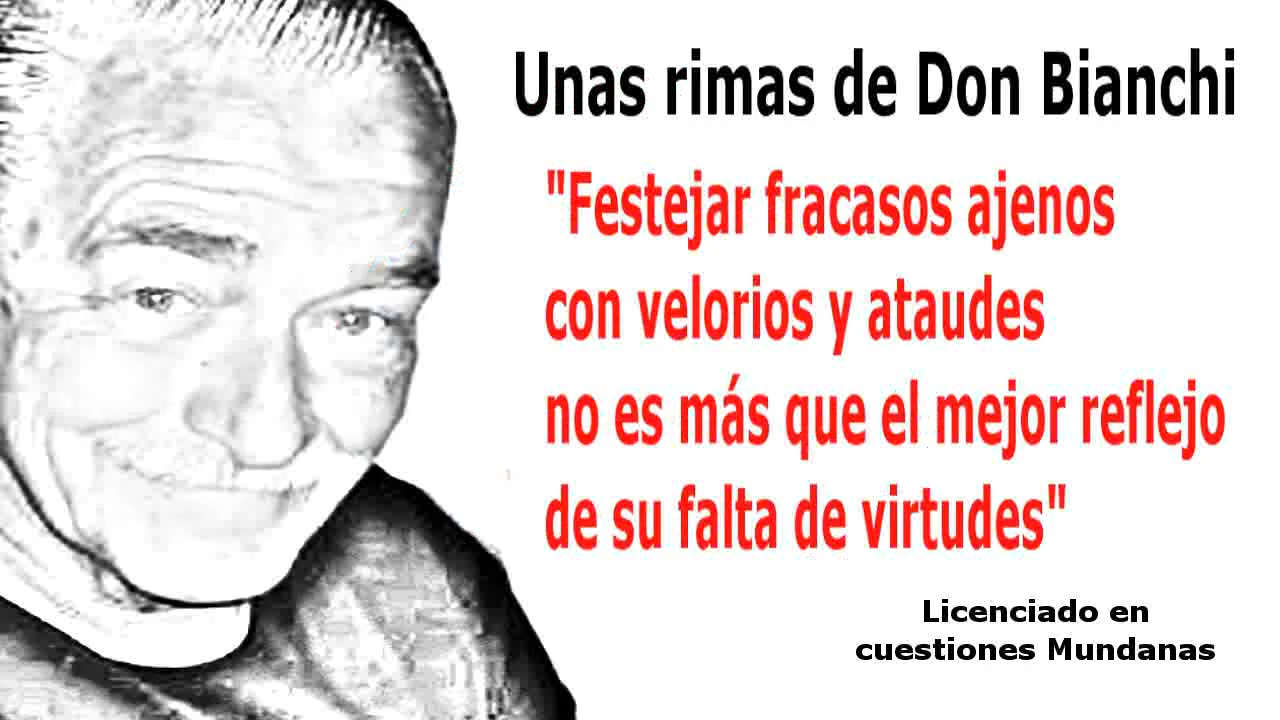 Unas rimas de Don Bianchi
"Festejar fracasos ajenos
con velorios y ataudes
no es más que el mejor reflejo
de su falta de virtudes"
Licenciado en
cuestiones Mundanas